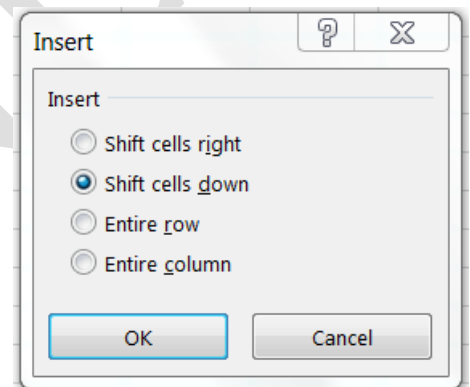 Insert
Insert
Shift cells right
Shift cells down
Entire row
Entire column
OK Cancel